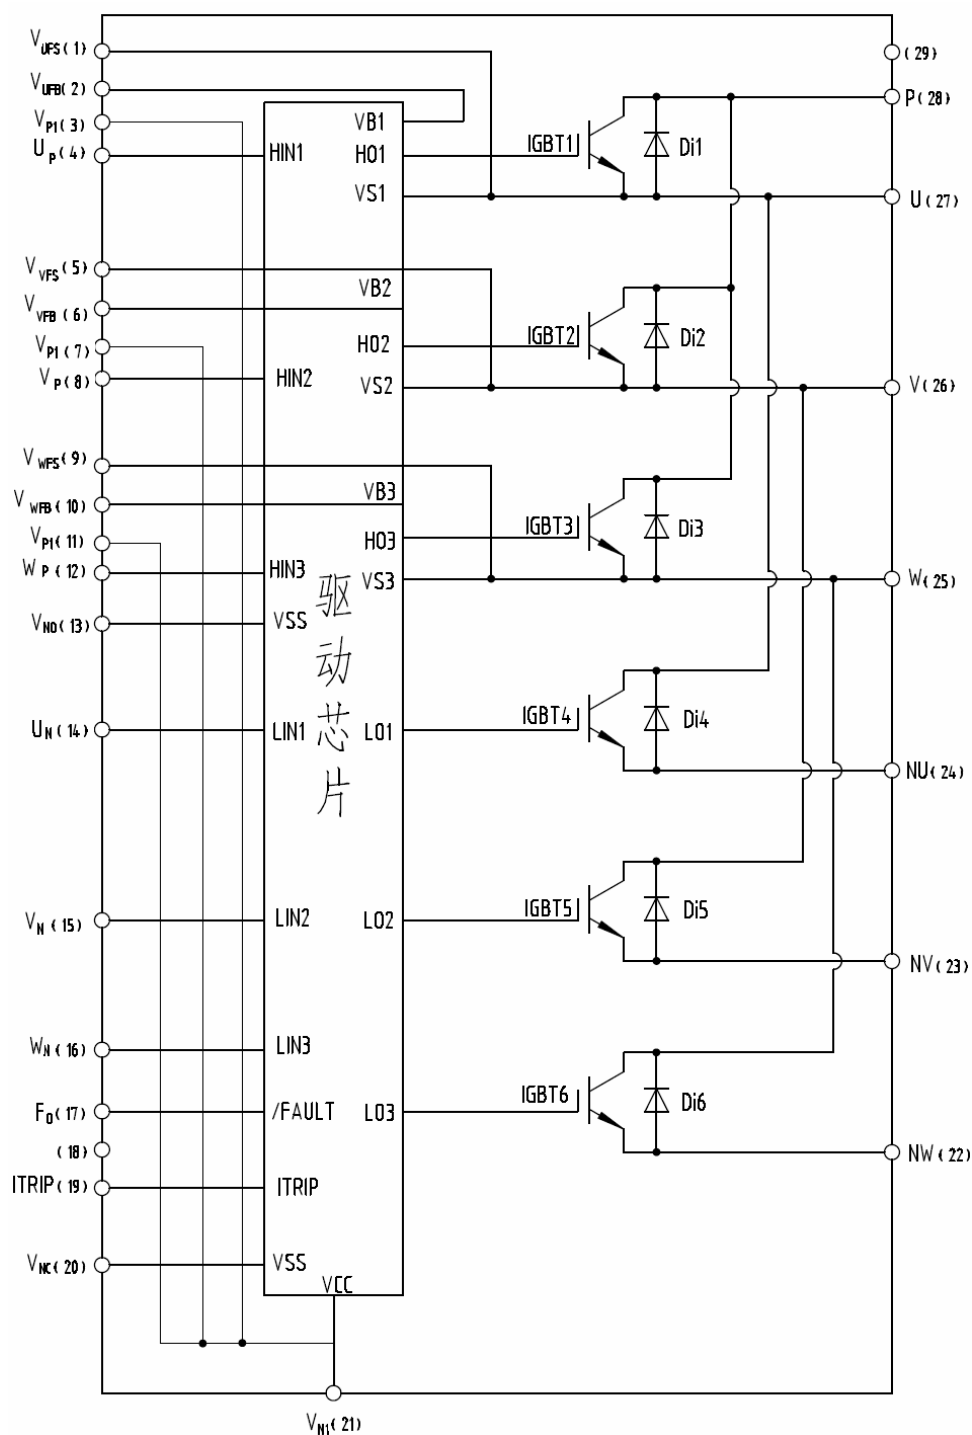 VUFS(1)
(29)
VUFB(2)
P(28)
VP1(3)
VB1
IGBT1
Di1
UP(4)
HIN1
HO1
VS1
U(27)
VVFS(5)
VB2
VVFB(6)
IGBT2
Di2
VP1(7)
HO2
VP(8)
HIN2
VS2
V(26)
VWFS(9)
VB3
VWFB(10)
IGBT3
Di3
VP1(11)
HO3
WP(12)
HIN3
VS3
W(25)
驱动芯片
VND(13)
VSS
IGBT4
Di4
UN(14)
LIN1
LO1
NU(24)
IGBT5
Di5
VN(15)
LIN2
LO2
NV(23)
WN(16)
LIN3
IGBT6
Di6
FO(17)
/FAULT
LO3
(18)
NW(22)
ITRIP(19)
ITRIP
VNC(20)
VSS
VCC
VN1(21)